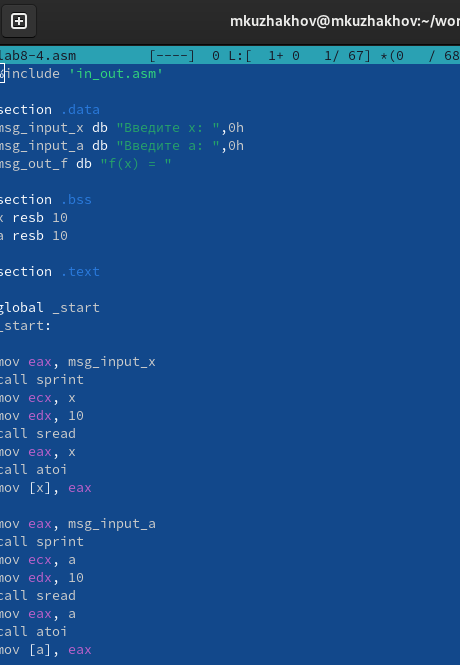 mkuzhakhov@mkuzhakhov:~/wor
lab8-4.asm [----] 0 L:[ 1+ 0 1/ 67] *(0 / 68
%include 'in_out.asm'
section .data
msg_input_x db "Введите x: ",0h
msg_input_a db "Введите a: ",0h
msg_out_f db "f(x) = "
section .bss
x resb 10
a resb 10
section .text
global _start
_start:
mov eax, msg_input_x
call sprint
mov ecx, x
mov edx, 10
call sread
mov eax, x
call atoi
mov [x], eax
mov eax, msg_input_a
call sprint
mov ecx, a
mov edx, 10
call sread
mov eax, a
call atoi
mov [a], eax